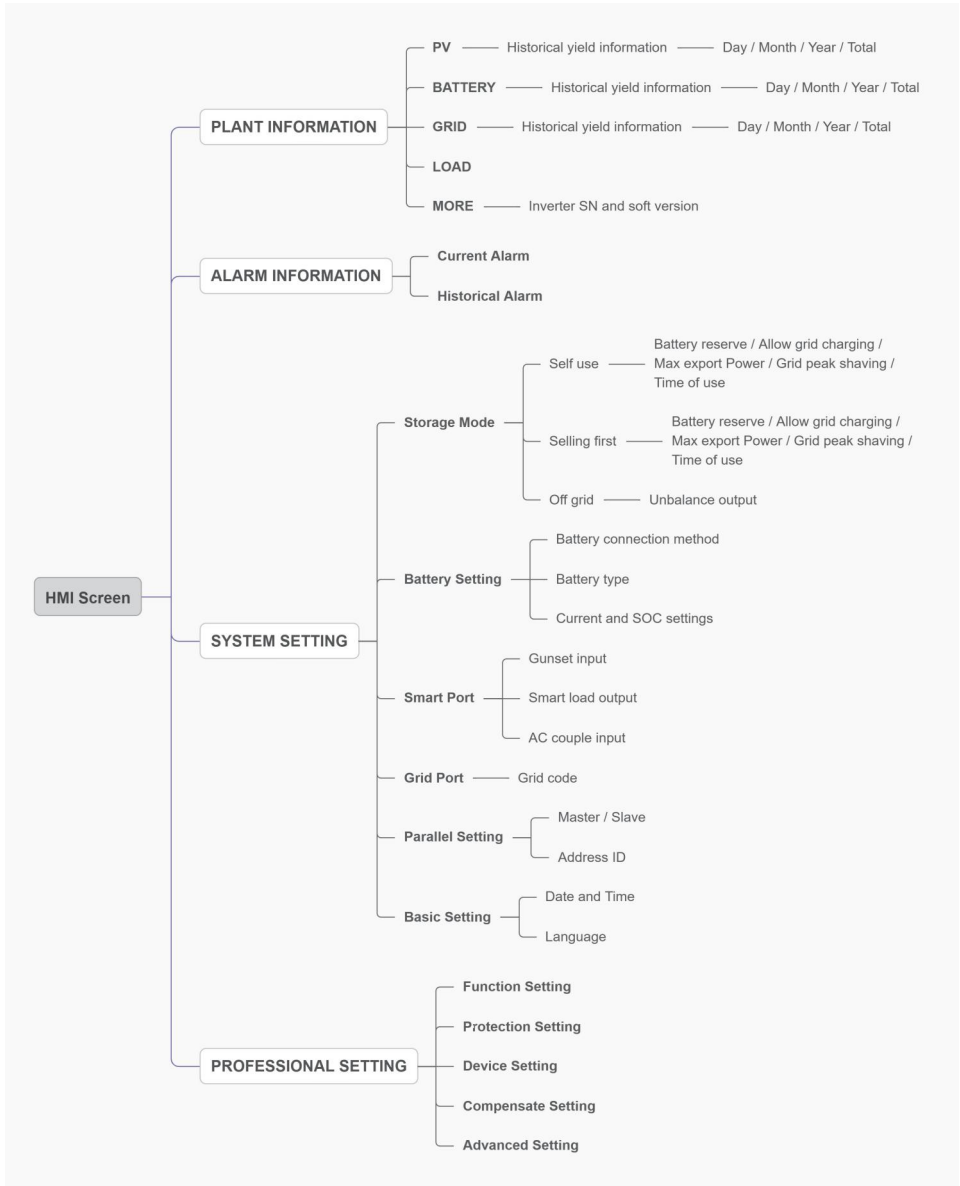 PV
Historical yield information
Day / Month / Year / Total
BATTERY
Historical yield information
Day / Month / Year / Total
PLANT INFORMATION
GRID
Historical yield information
Day / Month / Year / Total
LOAD
MORE
Inverter SN and soft version
ALARM INFORMATION
Current Alarm
Historical Alarm
HMI Screen
SYSTEM SETTING
Storage Mode
Self use
Battery reserve / Allow grid charging /
Max export Power / Grid peak shaving /
Time of use
Selling first
Battery reserve / Allow grid charging /
Max export Power / Grid peak shaving /
Time of use
Off grid
Unbalance output
Battery Setting
Battery connection method
Battery type
Current and SOC settings
Smart Port
Gunset input
Smart load output
AC couple input
Grid Port
Grid code
Parallel Setting
Master / Slave
Address ID
Basic Setting
Date and Time
Language
PROFESSIONAL SETTING
Function Setting
Protection Setting
Device Setting
Compensate Setting
Advanced Setting